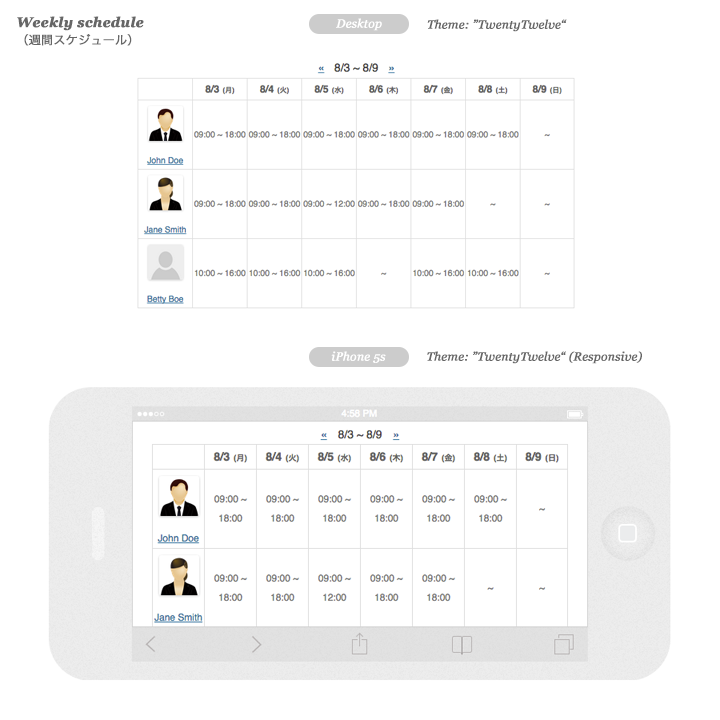 Weekly schedule
（週間スケジュール）
Desktop
Theme: ”TwentyTwelve“
« 8/3 ~ 8/9 »
8/3 (月) 8/4 (火) 8/5 (水) 8/6 (木) 8/7 (金) 8/8 (土) 8/9 (日)
09:00 ~ 18:00 09:00 ~ 18:00 09:00 ~ 18:00 09:00 ~ 18:00 09:00 ~ 18:00 09:00 ~ 18:00 ~
John Doe
09:00 ~ 18:00 09:00 ~ 18:00 09:00 ~ 12:00 09:00 ~ 18:00 09:00 ~ 18:00 ~ ~
Jane Smith
10:00 ~ 16:00 10:00 ~ 16:00 10:00 ~ 16:00 ~ 10:00 ~ 16:00 10:00 ~ 16:00 ~
Betty Boe
iPhone 5s
Theme: ”TwentyTwelve“ (Responsive)
4:58 PM
« 8/3 ~ 8/9 »
8/3 (月) 8/4 (火) 8/5 (水) 8/6 (木) 8/7 (金) 8/8 (土) 8/9 (日)
09:00 ~ 09:00 ~ 09:00 ~ 09:00 ~ 09:00 ~ 09:00 ~ ~
18:00 18:00 18:00 18:00 18:00 18:00
John Doe
09:00 ~ 09:00 ~ 09:00 ~ 09:00 ~ 09:00 ~ ~ ~
18:00 18:00 12:00 18:00 18:00
Jane Smith